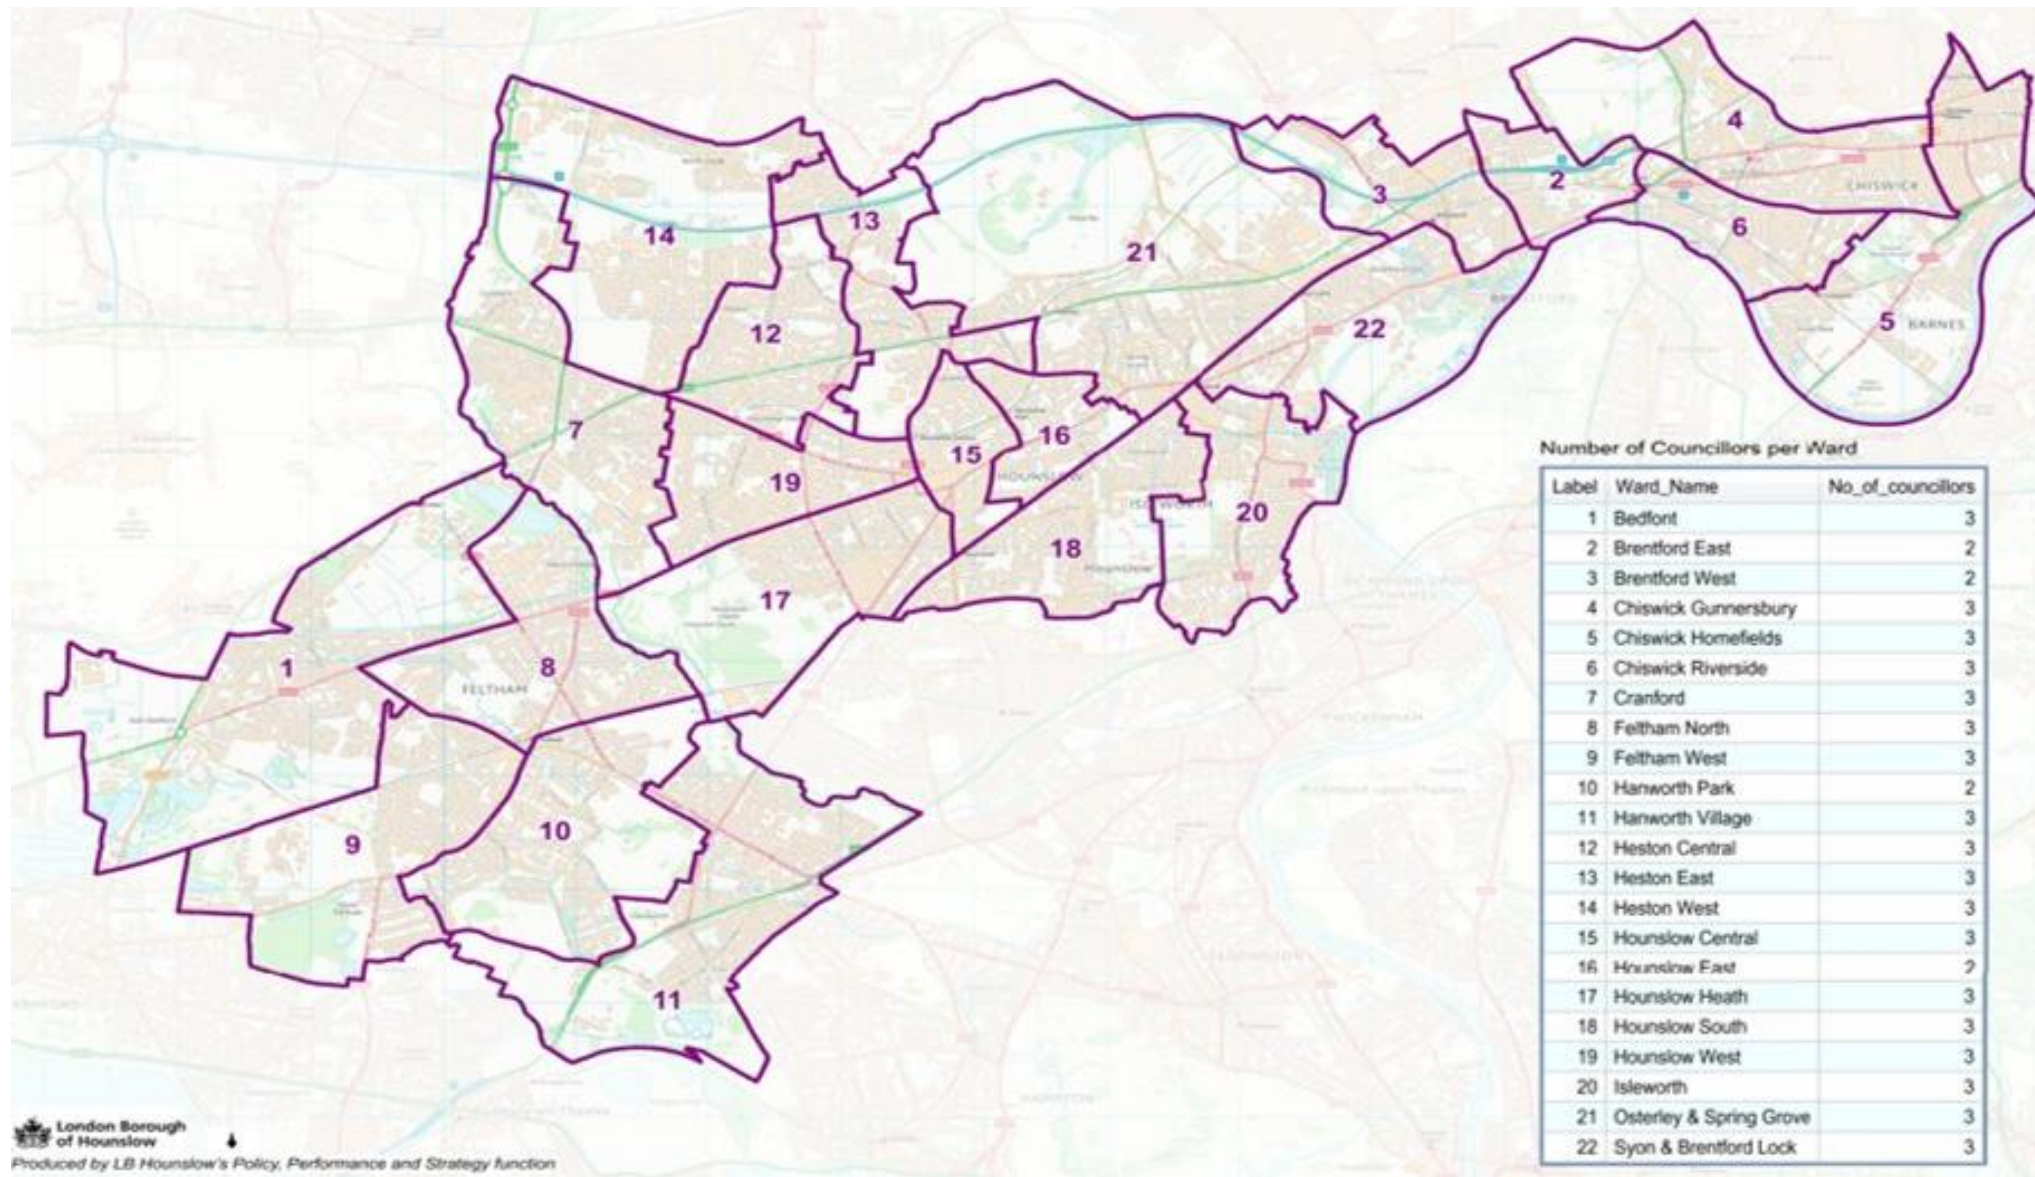 4
2
3
6
13
14
21
5
22
12
7
16
15
19
20
18
17
8
1
10
9
11
CHISWICK
BARNES
HOUNSLOW
FELTHAM
Number of Councillors per Ward
Label Ward_Name No_of_councillors
1 Bedfont 3
2 Brentford East 2
3 Brentford West 2
4 Chiswick Gunnersbury 3
5 Chiswick Homefields 3
6 Chiswick Riverside 3
7 Cranford 3
8 Feltham North 3
9 Feltham West 3
10 Hanworth Park 2
11 Hanworth Village 3
12 Heston Central 3
13 Heston East 3
14 Heston West 3
15 Hounslow Central 3
16 Hounslow East 2
17 Hounslow Heath 3
18 Hounslow South 3
19 Hounslow West 3
20 Isleworth 3
21 Osterley & Spring Grove 3
22 Syon & Brentford Lock 3
London Borough
of Hounslow
Produced by LB Hounslow's Policy, Performance and Strategy function